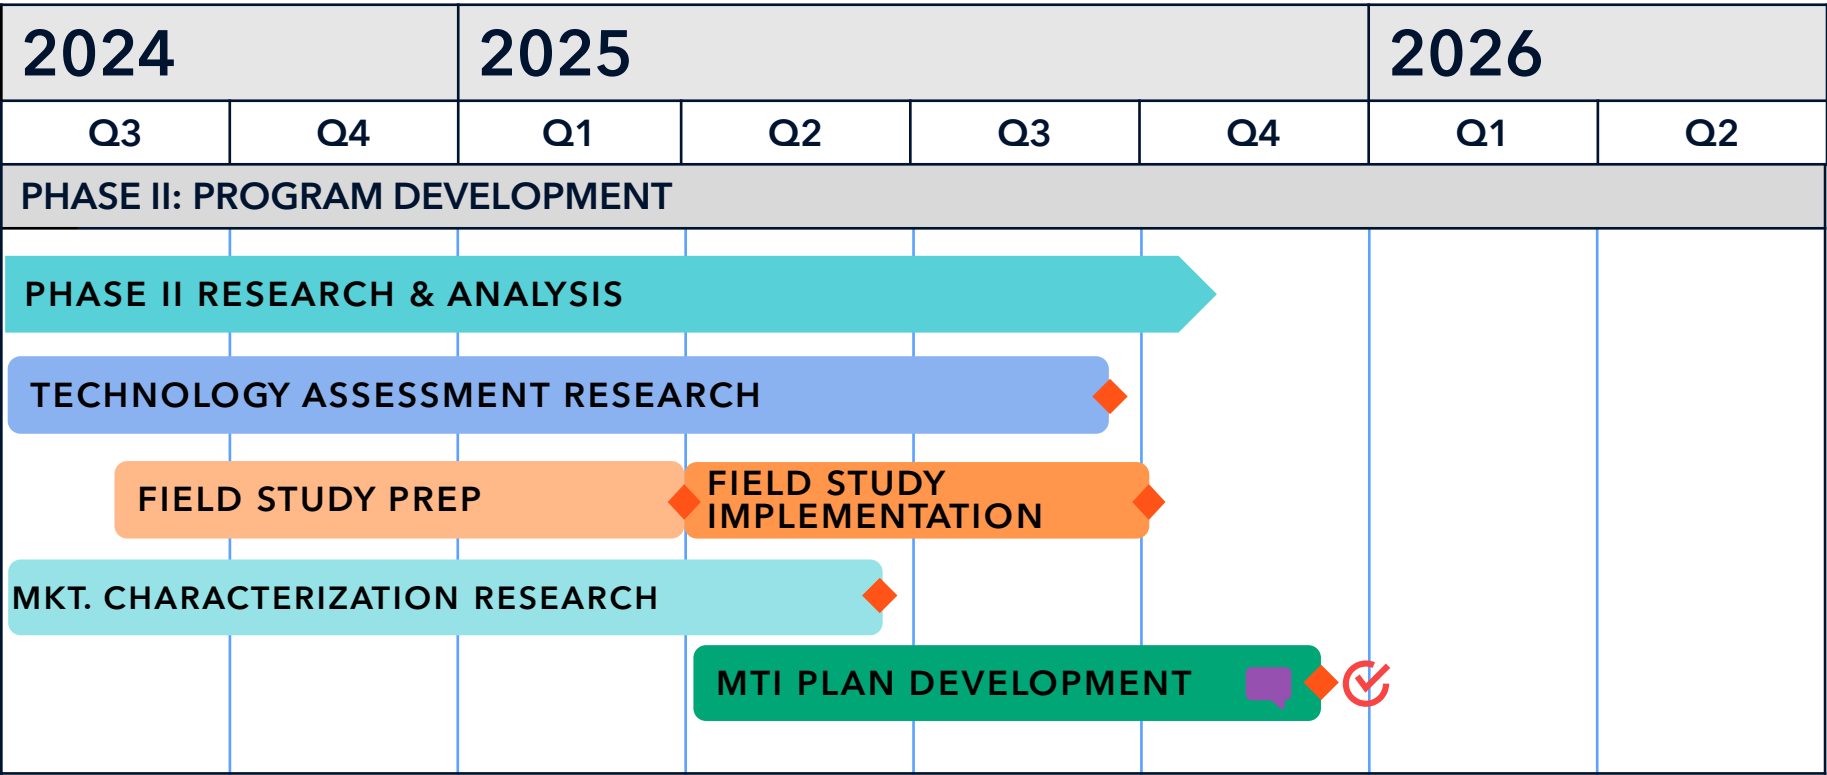 2024 2025 2026
Q3 Q4 Q1 Q2 Q3 Q4 Q1 Q2
PHASE II: PROGRAM DEVELOPMENT
PHASE II RESEARCH & ANALYSIS
TECHNOLOGY ASSESSMENT RESEARCH
FIELD STUDY PREP
FIELD STUDY
IMPLEMENTATION
MKT. CHARACTERIZATION RESEARCH
MTI PLAN DEVELOPMENT